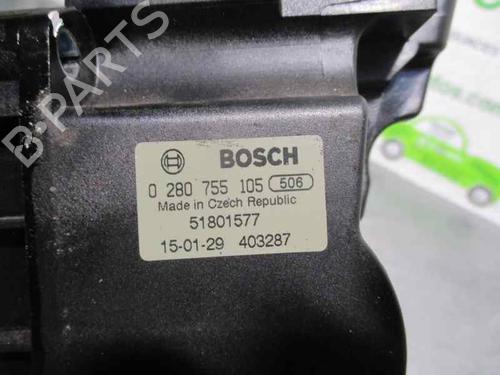 B-PARTS
BOSCH
0 280 755 105 506
Made in Czech Republic
51801577
15-01-29 403287